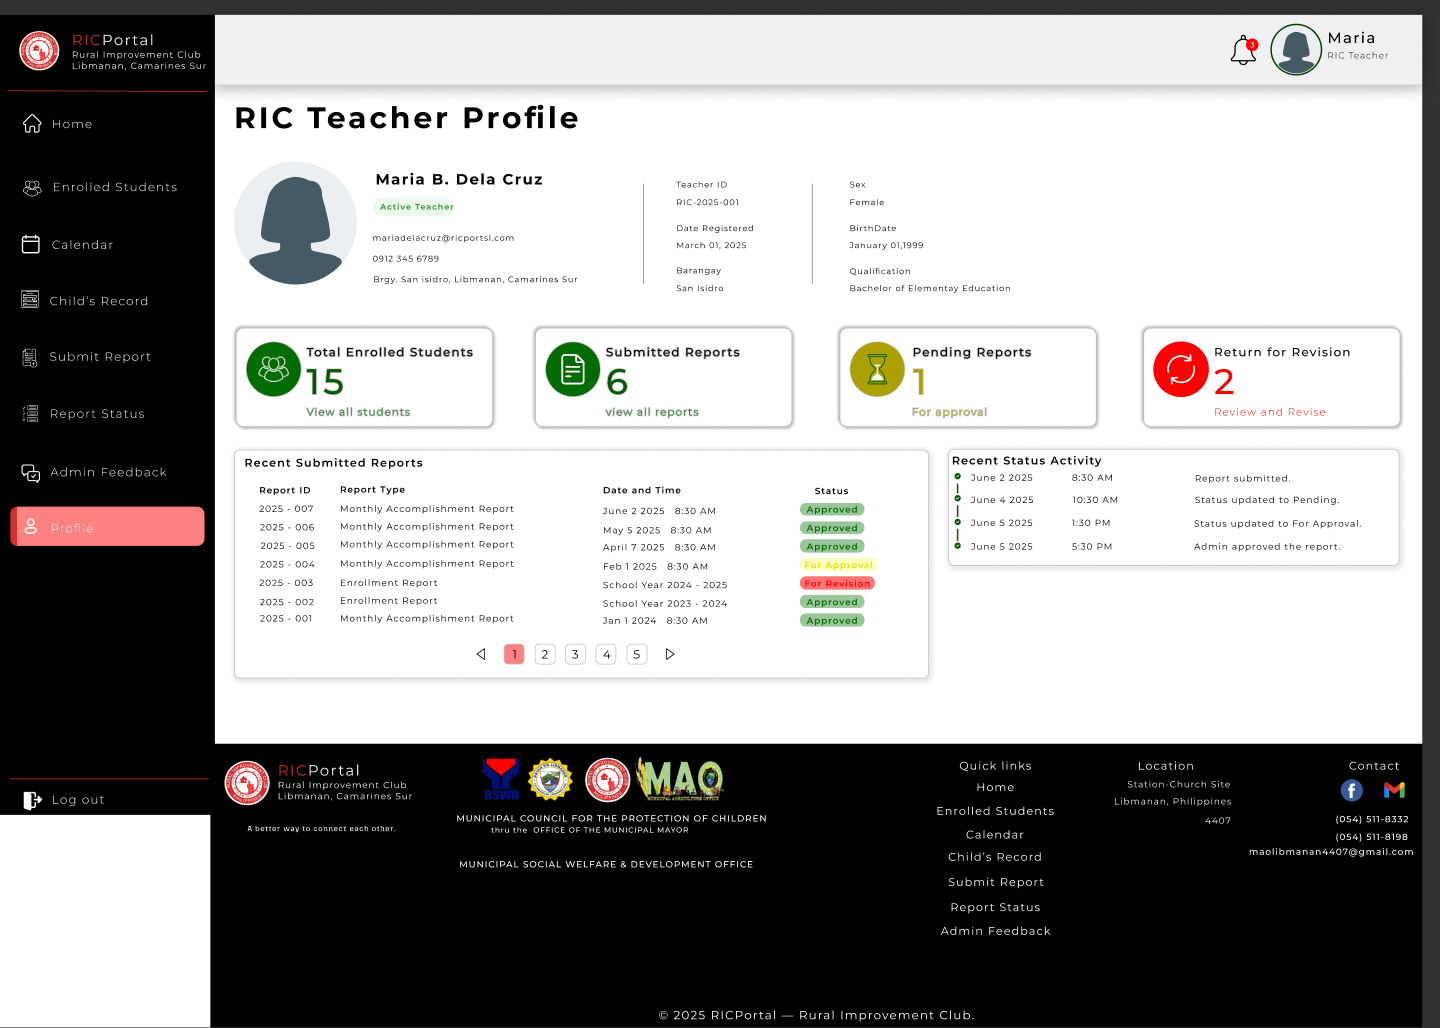 RICPortal
Rural Improvement Club
Libmanan, Camarines Sur
Home
Enrolled Students
Calendar
Child's Record
Submit Report
Report Status
Admin Feedback
Profile
Log out
3
Maria
RIC Teacher
RIC Teacher Profile
Maria B. Dela Cruz
Active Teacher
mariadelacruz@ricportsl.com
0912 345 6789
Brgy. San isidro, Libmanan, Camarines Sur
Teacher ID
RIC-2025-001
Date Registered
March 01, 2025
Barangay
San Isidro
Sex
Female
BirthDate
January 01,1999
Qualification
Bachelor of Elementay Education
Total Enrolled Students
15
View all students
Submitted Reports
6
view all reports
Pending Reports
1
For approval
Return for Revision
2
Review and Revise
Recent Submitted Reports
Report ID Report Type Date and Time Status
2025 - 007 Monthly Accomplishment Report June 2 2025 8:30 AM Approved
2025 - 006 Monthly Accomplishment Report May 5 2025 8:30 AM Approved
2025 - 005 Monthly Accomplishment Report April 7 2025 8:30 AM Approved
2025 - 004 Monthly Accomplishment Report Feb 1 2025 8:30 AM For Approval
2025 - 003 Enrollment Report School Year 2024 - 2025 For Revision
2025 - 002 Enrollment Report School Year 2023 - 2024 Approved
2025 - 001 Monthly Accomplishment Report Jan 1 2024 8:30 AM Approved
1 2 3 4 5
Recent Status Activity
June 2 2025 8:30 AM Report submitted.
June 4 2025 10:30 AM Status updated to Pending.
June 5 2025 1:30 PM Status updated to For Approval.
June 5 2025 5:30 PM Admin approved the report.
RICPortal
Rural Improvement Club
Libmanan, Camarines Sur
A better way to connect each other.
DSWD
MAO
MUNICIPAL AGRICULTURE OFFICE
MUNICIPAL COUNCIL FOR THE PROTECTION OF CHILDREN
thru the OFFICE OF THE MUNICIPAL MAYOR
MUNICIPAL SOCIAL WELFARE & DEVELOPMENT OFFICE
Quick links
Home
Enrolled Students
Calendar
Child's Record
Submit Report
Report Status
Admin Feedback
Location
Station-Church Site
Libmanan, Philippines
4407
Contact
(054) 511-8332
(054) 511-8198
maolibmanan4407@gmail.com
© 2025 RICPortal — Rural Improvement Club.